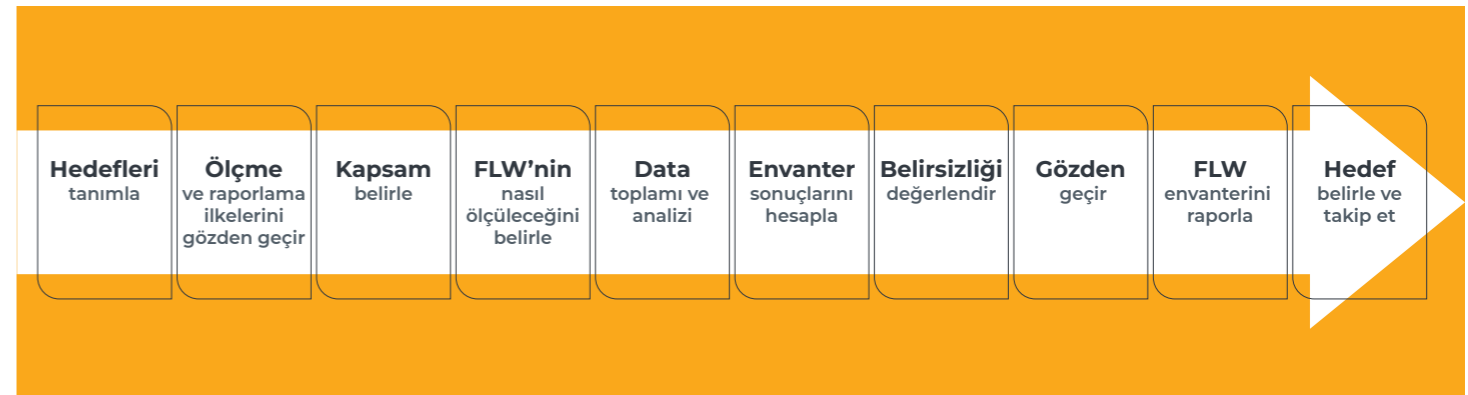 Hedefleri
tanımla
Ölçme
ve raporlama
ilkelerini
gözden geçir
Kapsam
belirle
FLW’nin
nasıl
ölçüleceğini
belirle
Data
toplamı ve
analizi
Envanter
sonuçlarını
hesapla
Belirsizliği
değerlendir
Gözden
geçir
FLW
envanterini
raporla
Hedef
belirle ve
takip et